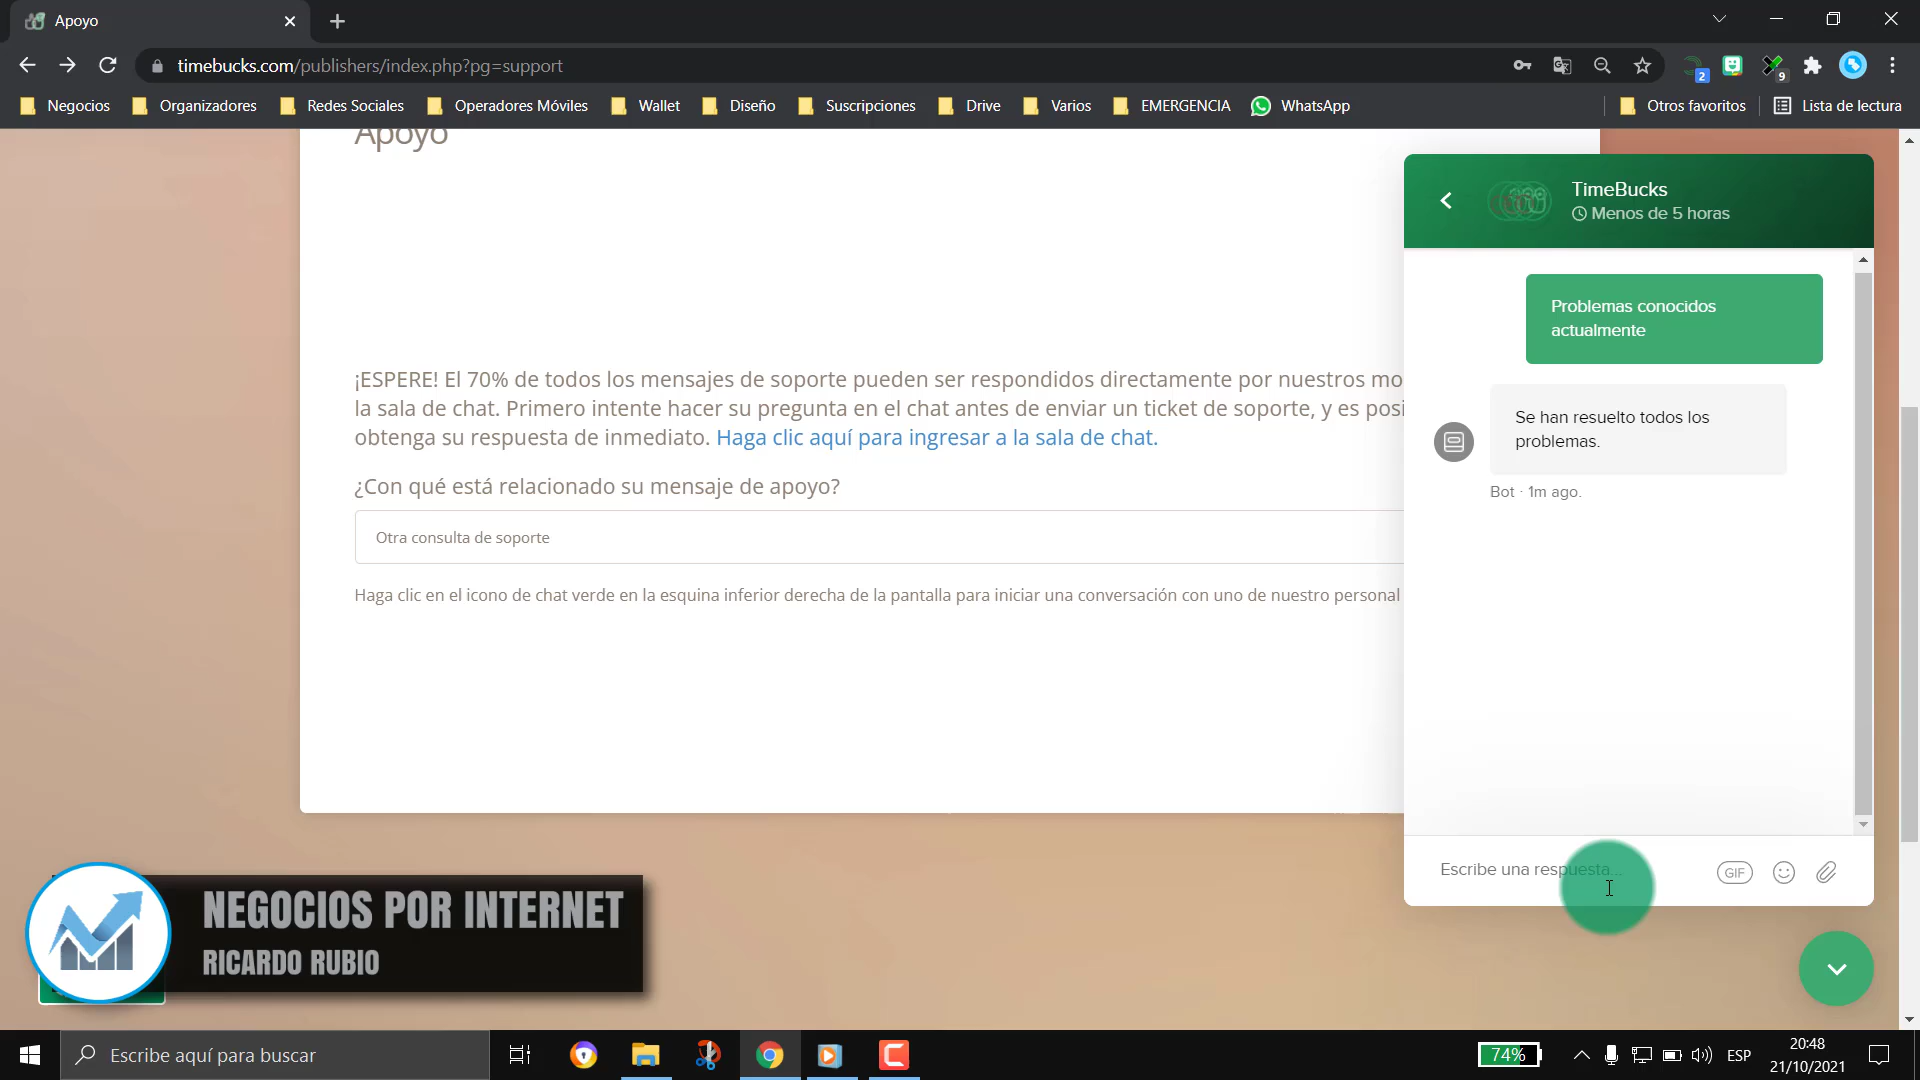 Apoyo
timebucks.com/publishers/index.php?pg=support
2
9
Negocios
Organizadores
Redes Sociales
Operadores Móviles
Wallet
Diseño
Suscripciones
Drive
Varios
EMERGENCIA
WhatsApp
Otros favoritos
Lista de lectura
Apoyo
¡ESPERE! El 70% de todos los mensajes de soporte pueden ser respondidos directamente por nuestros mo
la sala de chat. Primero intente hacer su pregunta en el chat antes de enviar un ticket de soporte, y es posi
obtenga su respuesta de inmediato. Haga clic aquí para ingresar a la sala de chat.
¿Con qué está relacionado su mensaje de apoyo?
Otra consulta de soporte
Haga clic en el icono de chat verde en la esquina inferior derecha de la pantalla para iniciar una conversación con uno de nuestro personal
TimeBucks
Menos de 5 horas
Problemas conocidos
actualmente
Se han resuelto todos los
problemas.
Bot · 1m ago.
Escribe una respuesta...
GIF
NEGOCIOS POR INTERNET
RICARDO RUBIO
Escribe aquí para buscar
74%
ESP
20:48
21/10/2021